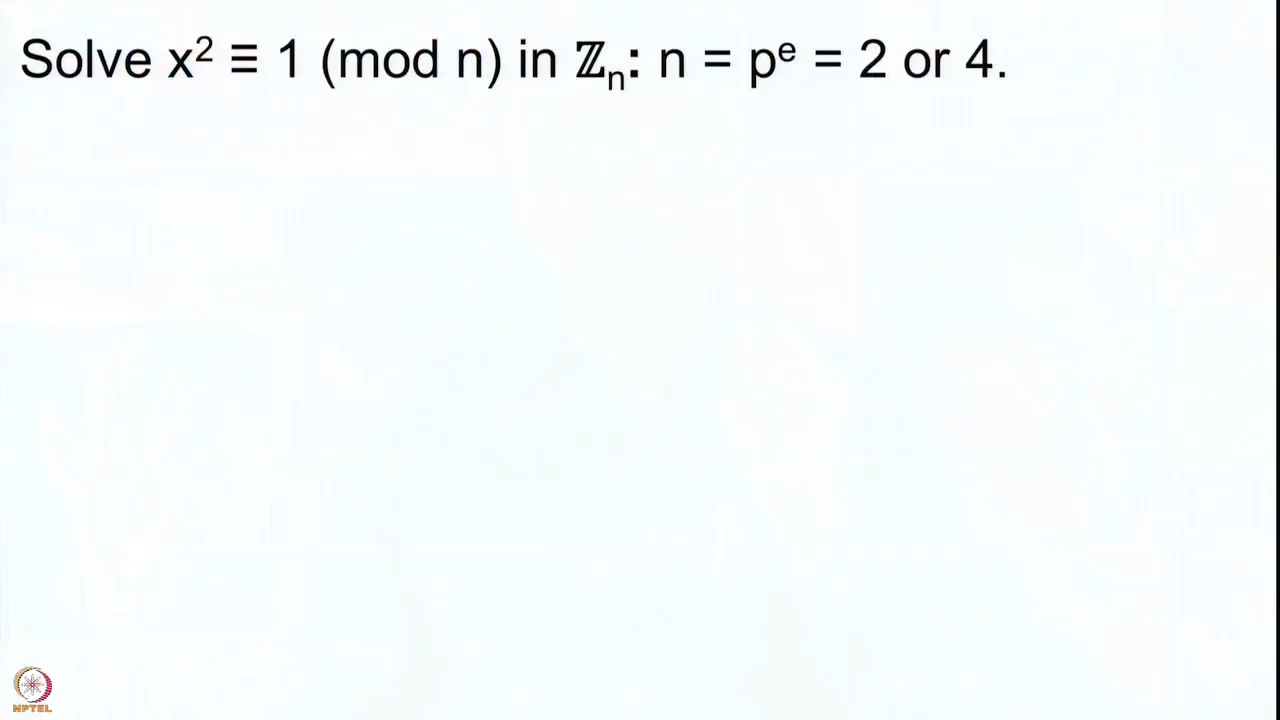 Solve x² ≡ 1 (mod n) in ℤₙ: n = pᵉ = 2 or 4.
NPTEL